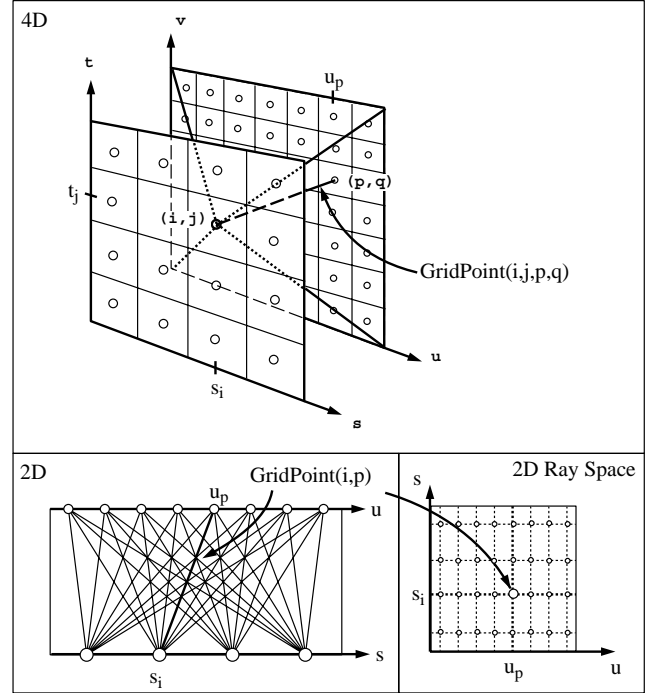 4D
v
t
u_p
t_j
(p,q)
(i,j)
GridPoint(i,j,p,q)
u
s_i
s
2D
GridPoint(i,p)
2D Ray Space
u_p
s
u
s_i
s
s_i
u_p
u